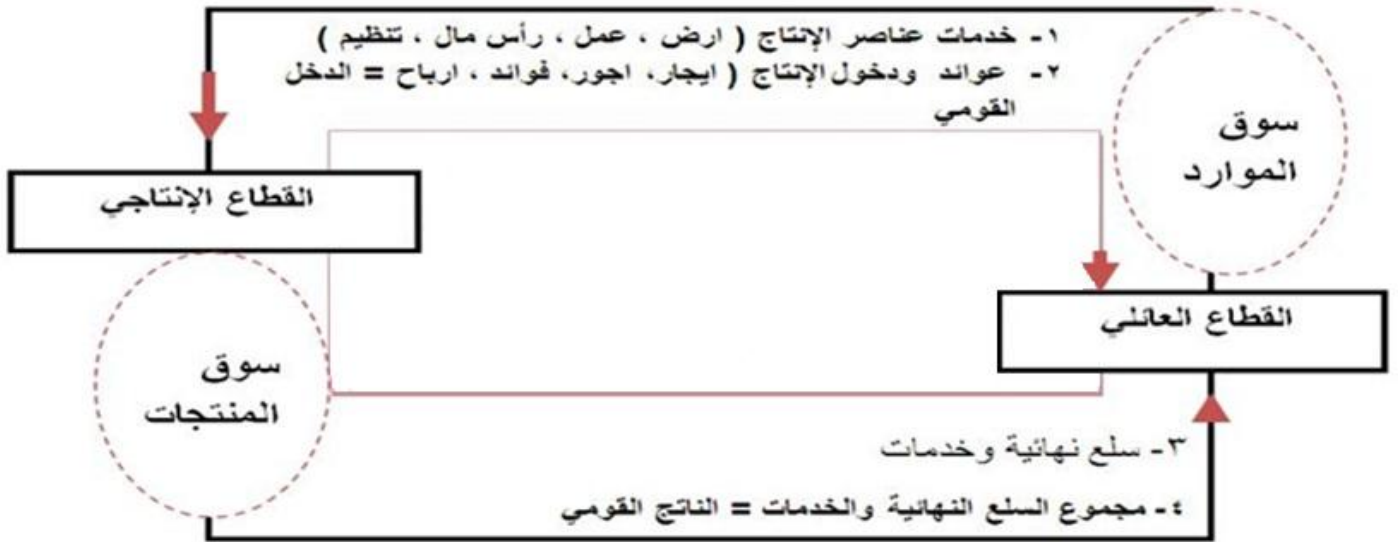 ١- خدمات عناصر الإنتاج ( ارض ، عمل ، رأس مال ، تنظيم )
٢- عوائد ودخول الإنتاج ( ايجار، اجور، فوائد ، ارباح = الدخل
القومي
سوق
الموارد
القطاع الإنتاجي
القطاع العائلي
سوق
المنتجات
٣- سلع نهائية وخدمات
٤- مجموع السلع النهائية والخدمات = الناتج القومي